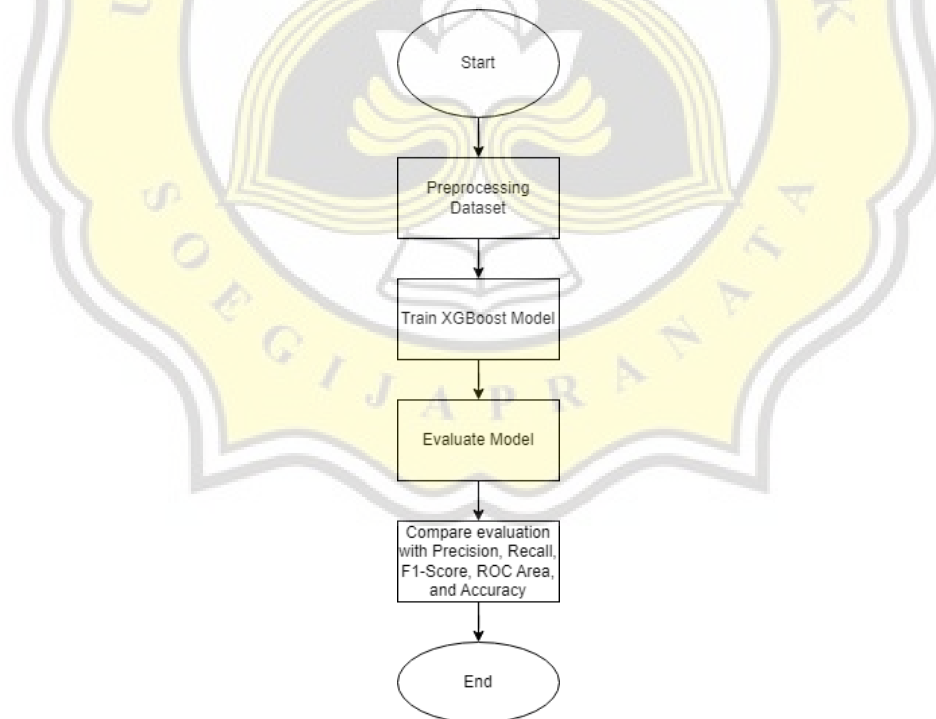 U
K
Start
Preprocessing
Dataset
Train XGBoost Model
Evaluate Model
Compare evaluation
with Precision, Recall,
F1-Score, ROC Area,
and Accuracy
End
SOEGIJAPRANATA